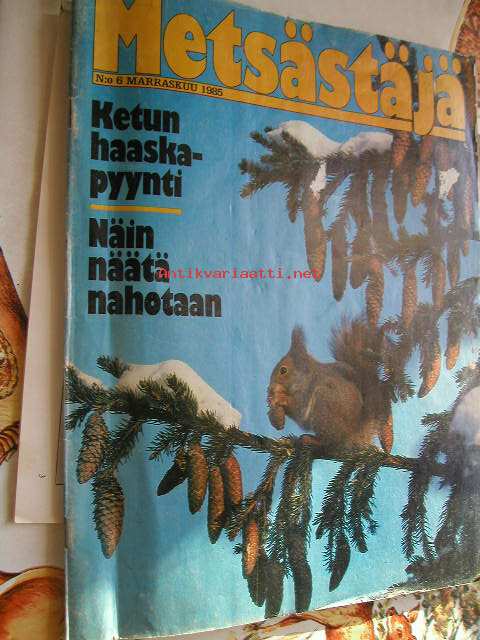 Metsästäjä
N:o 6 MARRASKUU 1985
Ketun
haaska-
pyynti
Näin
näätä
nahotaan
Antikvariaatti.net